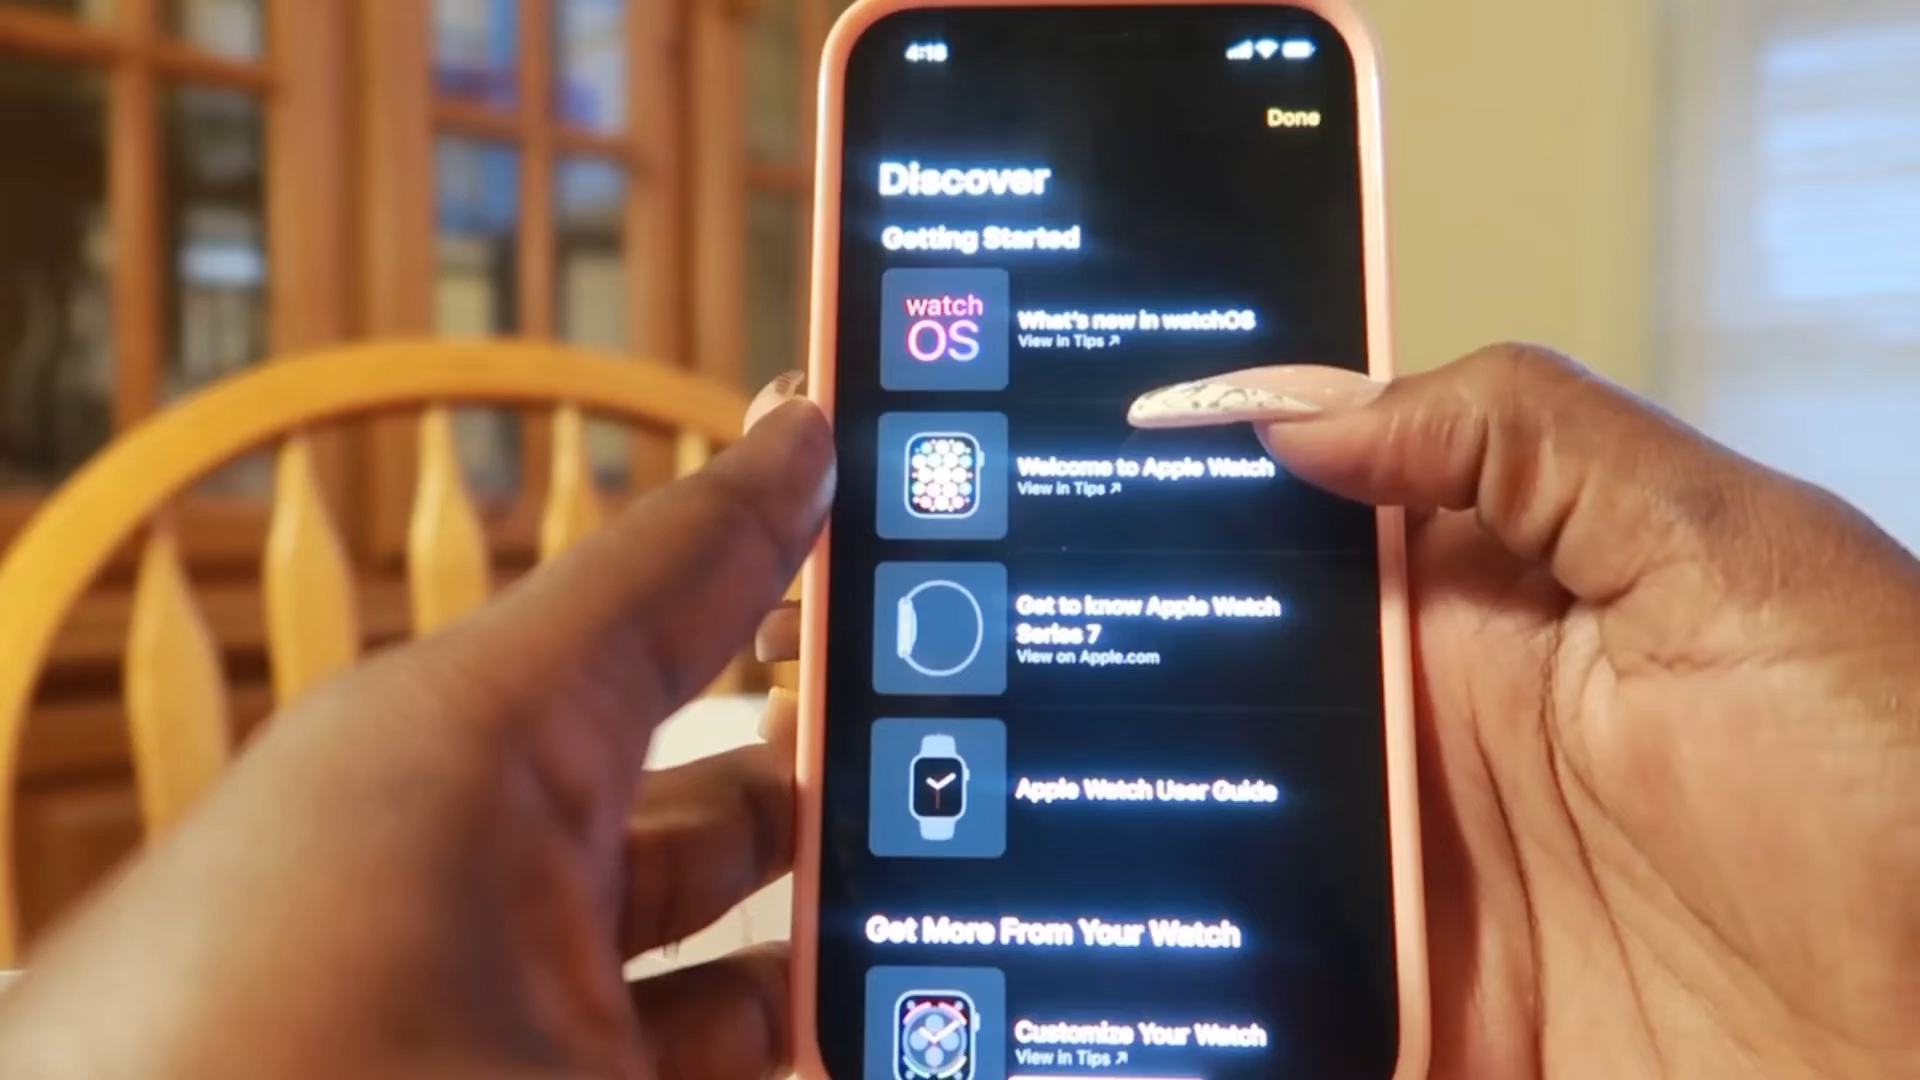 4:18
Done
Discover
Getting Started
watch
OS
What's new in watchOS
View in Tips ↗
Welcome to Apple Watch
View in Tips ↗
Get to know Apple Watch
Series 7
View on Apple.com
Apple Watch User Guide
Get More From Your Watch
Customize Your Watch
View in Tips ↗